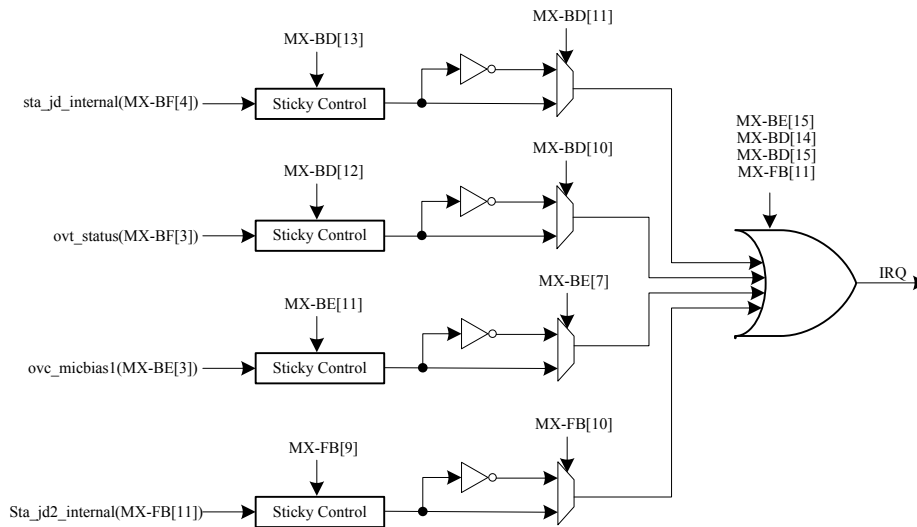 MX-BD[11]
MX-BD[13]
sta_jd_internal(MX-BF[4])
Sticky Control
MX-BE[15]
MX-BD[14]
MX-BD[15]
MX-FB[11]
MX-BD[10]
MX-BD[12]
ovt_status(MX-BF[3])
Sticky Control
IRQ
MX-BE[7]
MX-BE[11]
ovc_micbias1(MX-BE[3])
Sticky Control
MX-FB[10]
MX-FB[9]
Sta_jd2_internal(MX-FB[11])
Sticky Control